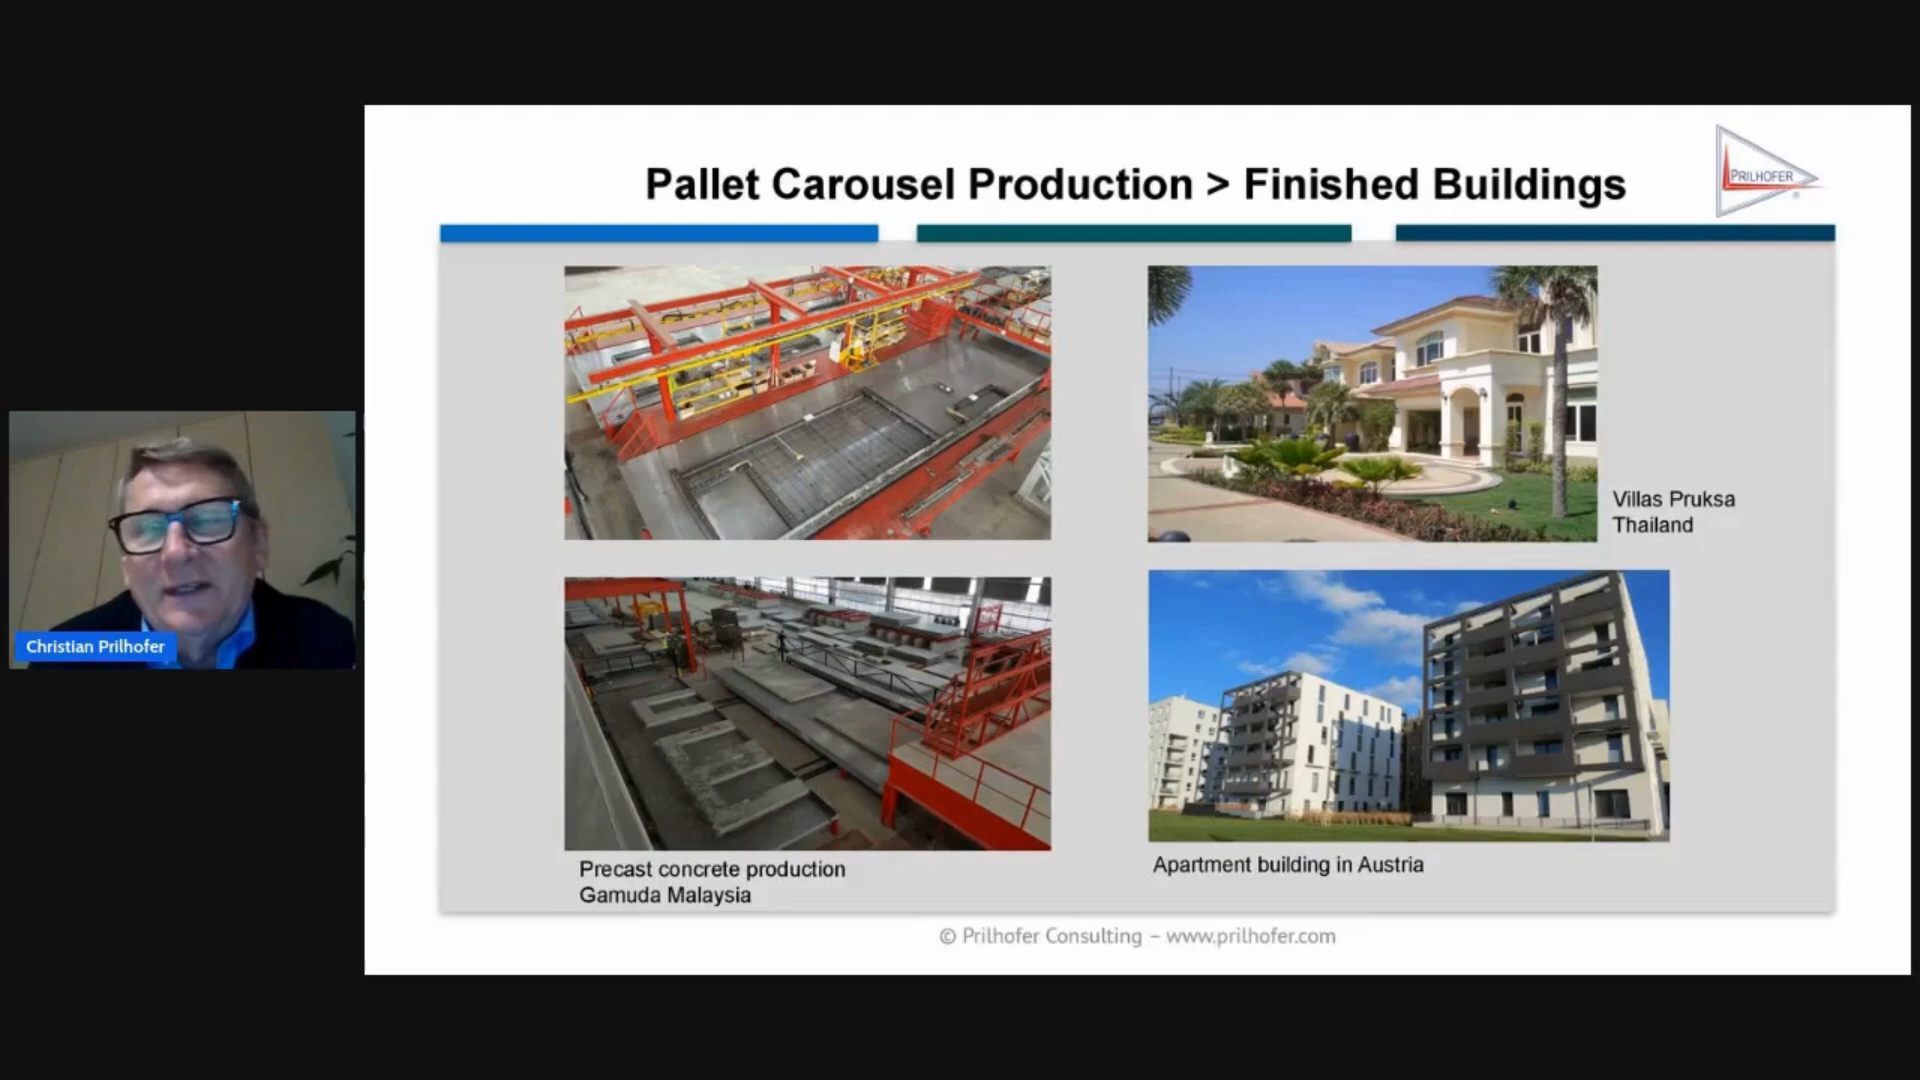 Pallet Carousel Production > Finished Buildings
PRILHOFER
®
Villas Pruksa
Thailand
Christian Prilhofer
Precast concrete production
Gamuda Malaysia
Apartment building in Austria
© Prilhofer Consulting – www.prilhofer.com